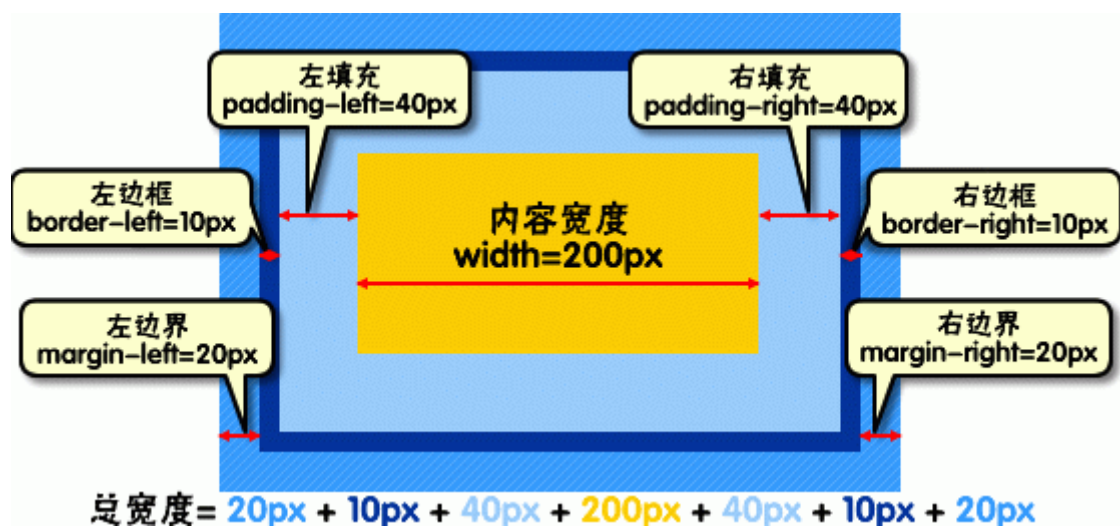 左填充
padding-left=40px
右填充
padding-right=40px
左边框
border-left=10px
内容宽度
width=200px
右边框
border-right=10px
左边界
margin-left=20px
右边界
margin-right=20px
总宽度= 20px + 10px + 40px + 200px + 40px + 10px + 20px